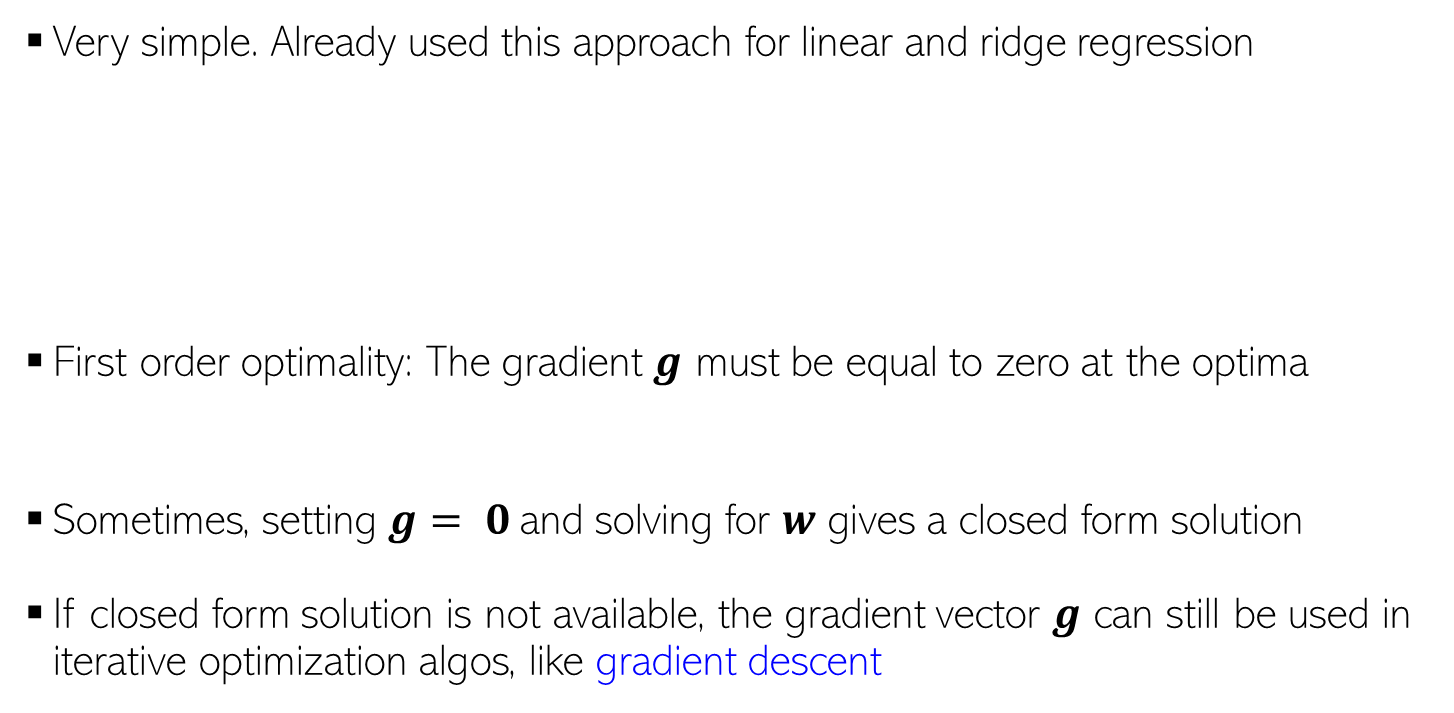 ▪ Very simple. Already used this approach for linear and ridge regression
▪ First order optimality: The gradient g must be equal to zero at the optima
▪ Sometimes, setting g = 0 and solving for w gives a closed form solution
▪ If closed form solution is not available, the gradient vector g can still be used in
iterative optimization algos, like gradient descent